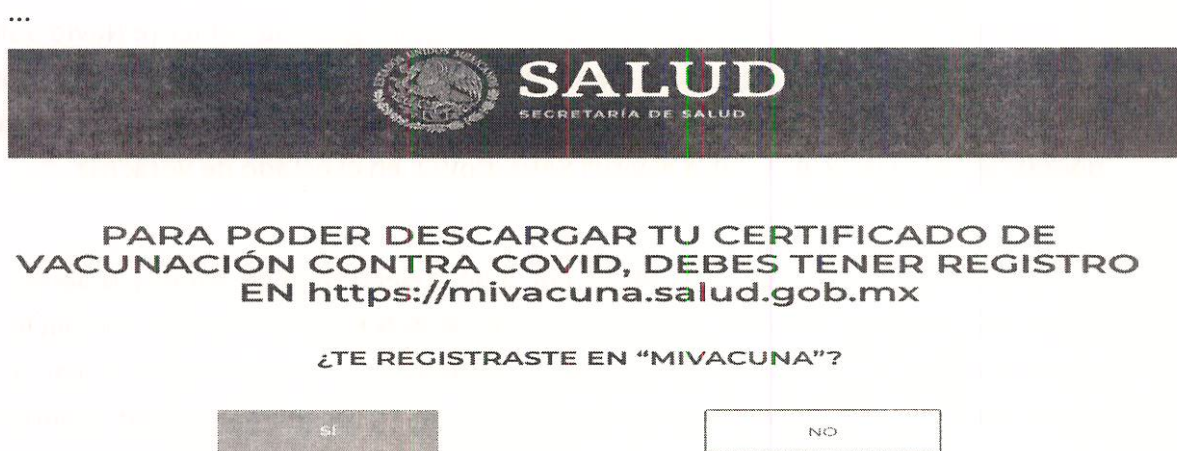 ...
SALUD
SECRETARÍA DE SALUD
PARA PODER DESCARGAR TU CERTIFICADO DE
VACUNACIÓN CONTRA COVID, DEBES TENER REGISTRO
EN https://mivacuna.salud.gob.mx
¿TE REGISTRASTE EN “MIVACUNA”?
SÍ
NO